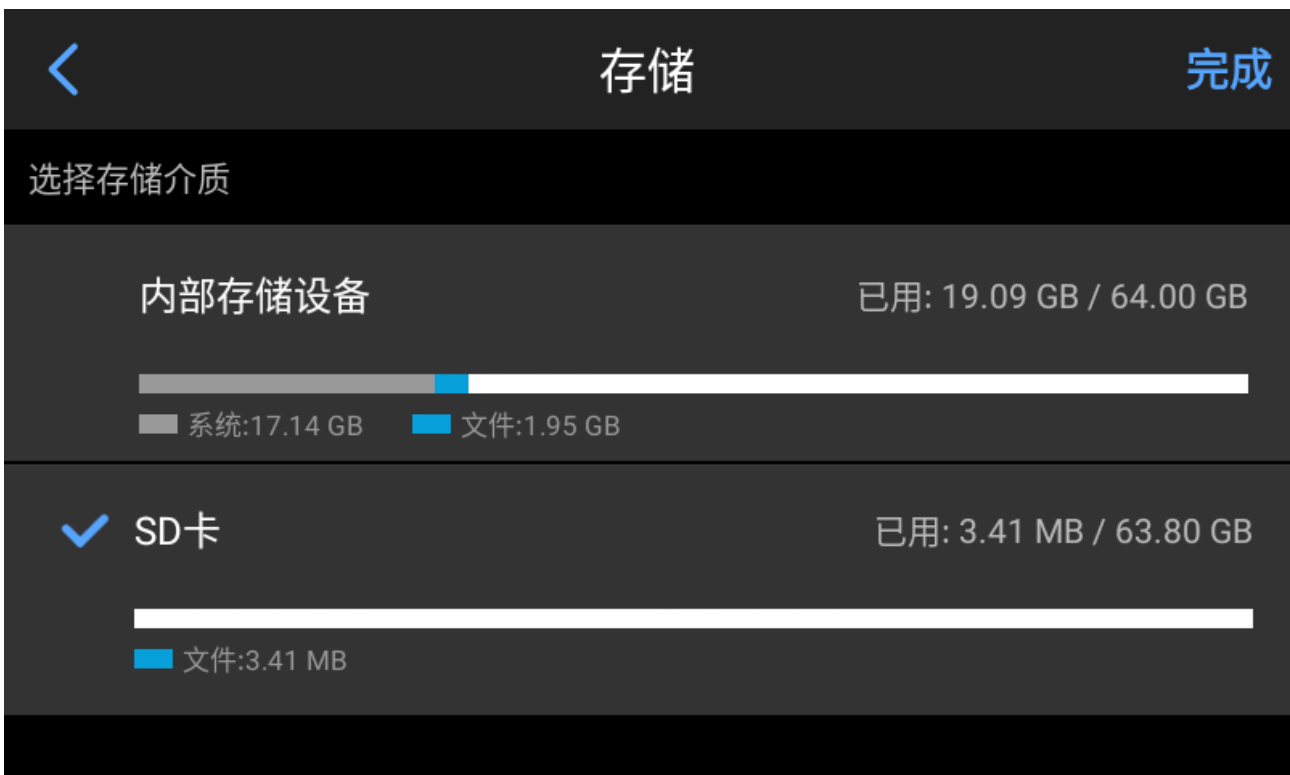 存储
完成
选择存储介质
内部存储设备
已用: 19.09 GB / 64.00 GB
系统:17.14 GB
文件:1.95 GB
SD卡
已用: 3.41 MB / 63.80 GB
文件:3.41 MB